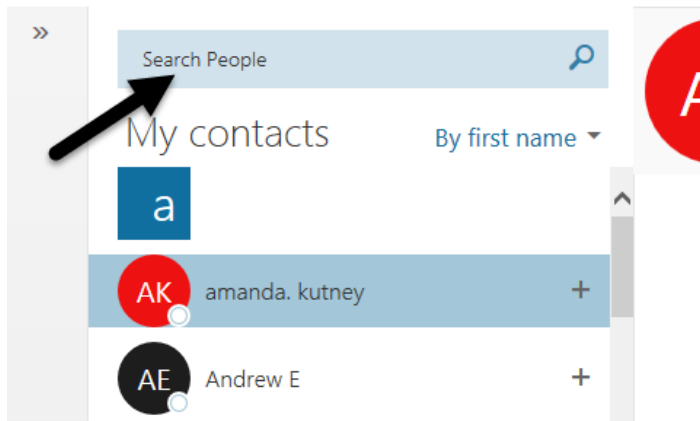 »
Search People
My contacts
By first name
a
AK
amanda. kutney
+
AE
Andrew E
+
A